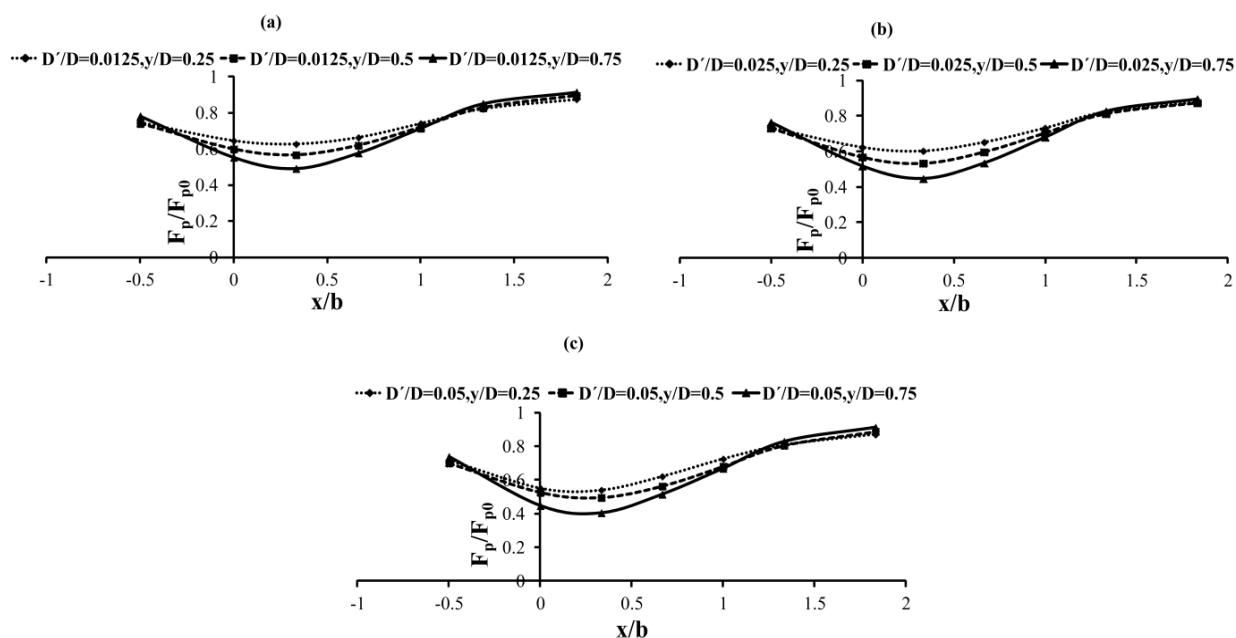 (a)
D´/D=0.0125,y/D=0.25 D´/D=0.0125,y/D=0.5 D´/D=0.0125,y/D=0.75
1
0.8
0.6
0.4
0.2
0
Fp/Fp0
-1 -0.5 0 0.5 1 1.5 2
x/b
(b)
D´/D=0.025,y/D=0.25 D´/D=0.025,y/D=0.5 D´/D=0.025,y/D=0.75
1
0.8
0.6
0.4
0.2
0
Fp/Fp0
-1 -0.5 0 0.5 1 1.5 2
x/b
(c)
D´/D=0.05,y/D=0.25 D´/D=0.05,y/D=0.5 D´/D=0.05,y/D=0.75
1
0.8
0.6
0.4
0.2
0
Fp/Fp0
-1 -0.5 0 0.5 1 1.5 2
x/b